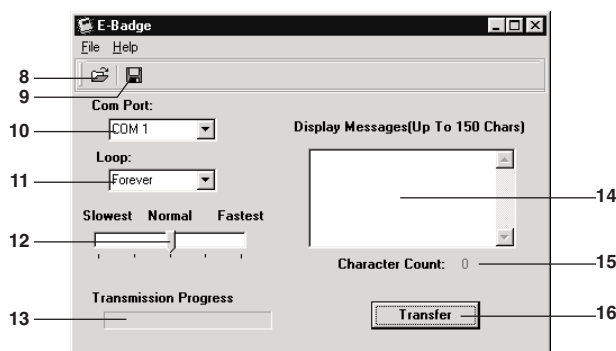 E-Badge
File Help
8
9
Com Port:
10
COM 1
Display Messages(Up To 150 Chars)
Loop:
11
Forever
14
Slowest Normal Fastest
12
15
Character Count: 0
Transmission Progress
13
Transfer
16